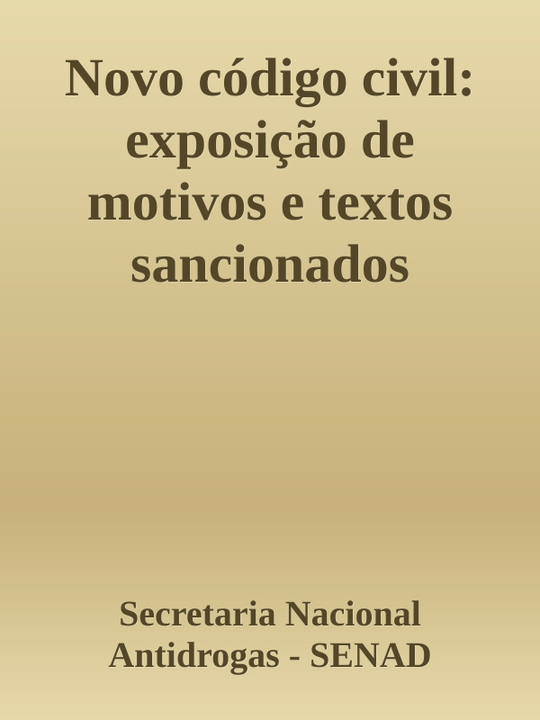 Novo código civil:
exposição de
motivos e textos
sancionados
Secretaria Nacional
Antidrogas - SENAD